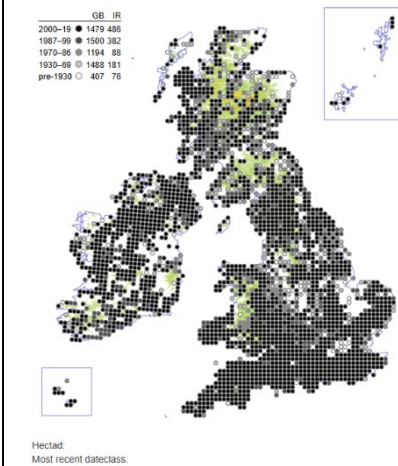 GB IR
2000–19 1479 486
1987–99 1500 382
1970–86 1194 88
1930–69 1488 181
pre-1930 407 76
Hectad:
Most recent dateclass: